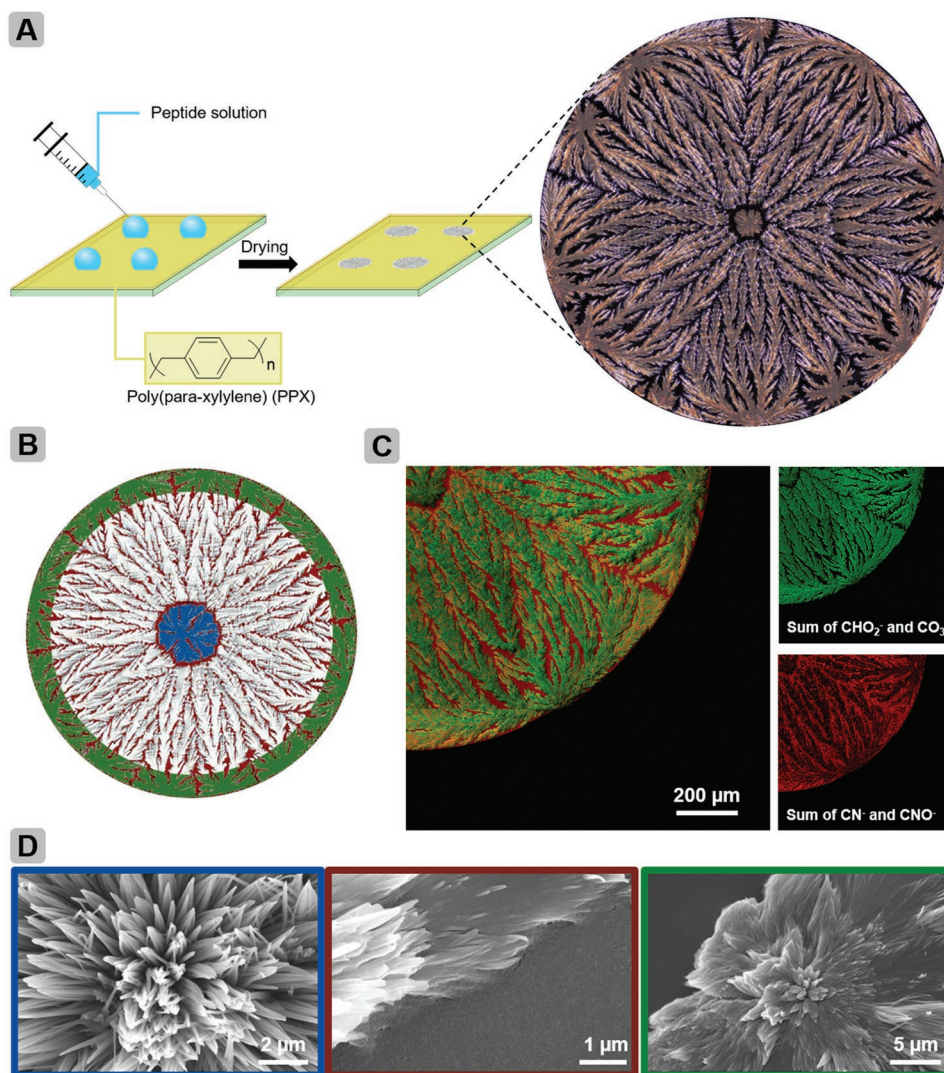 A
Peptide solution
Drying
n
Poly(para-xylylene) (PPX)
B
C
200 µm
Sum of CHO₂⁻ and CO₃
Sum of CN⁻ and CNO⁻
D
2 µm
1 µm
5 µm